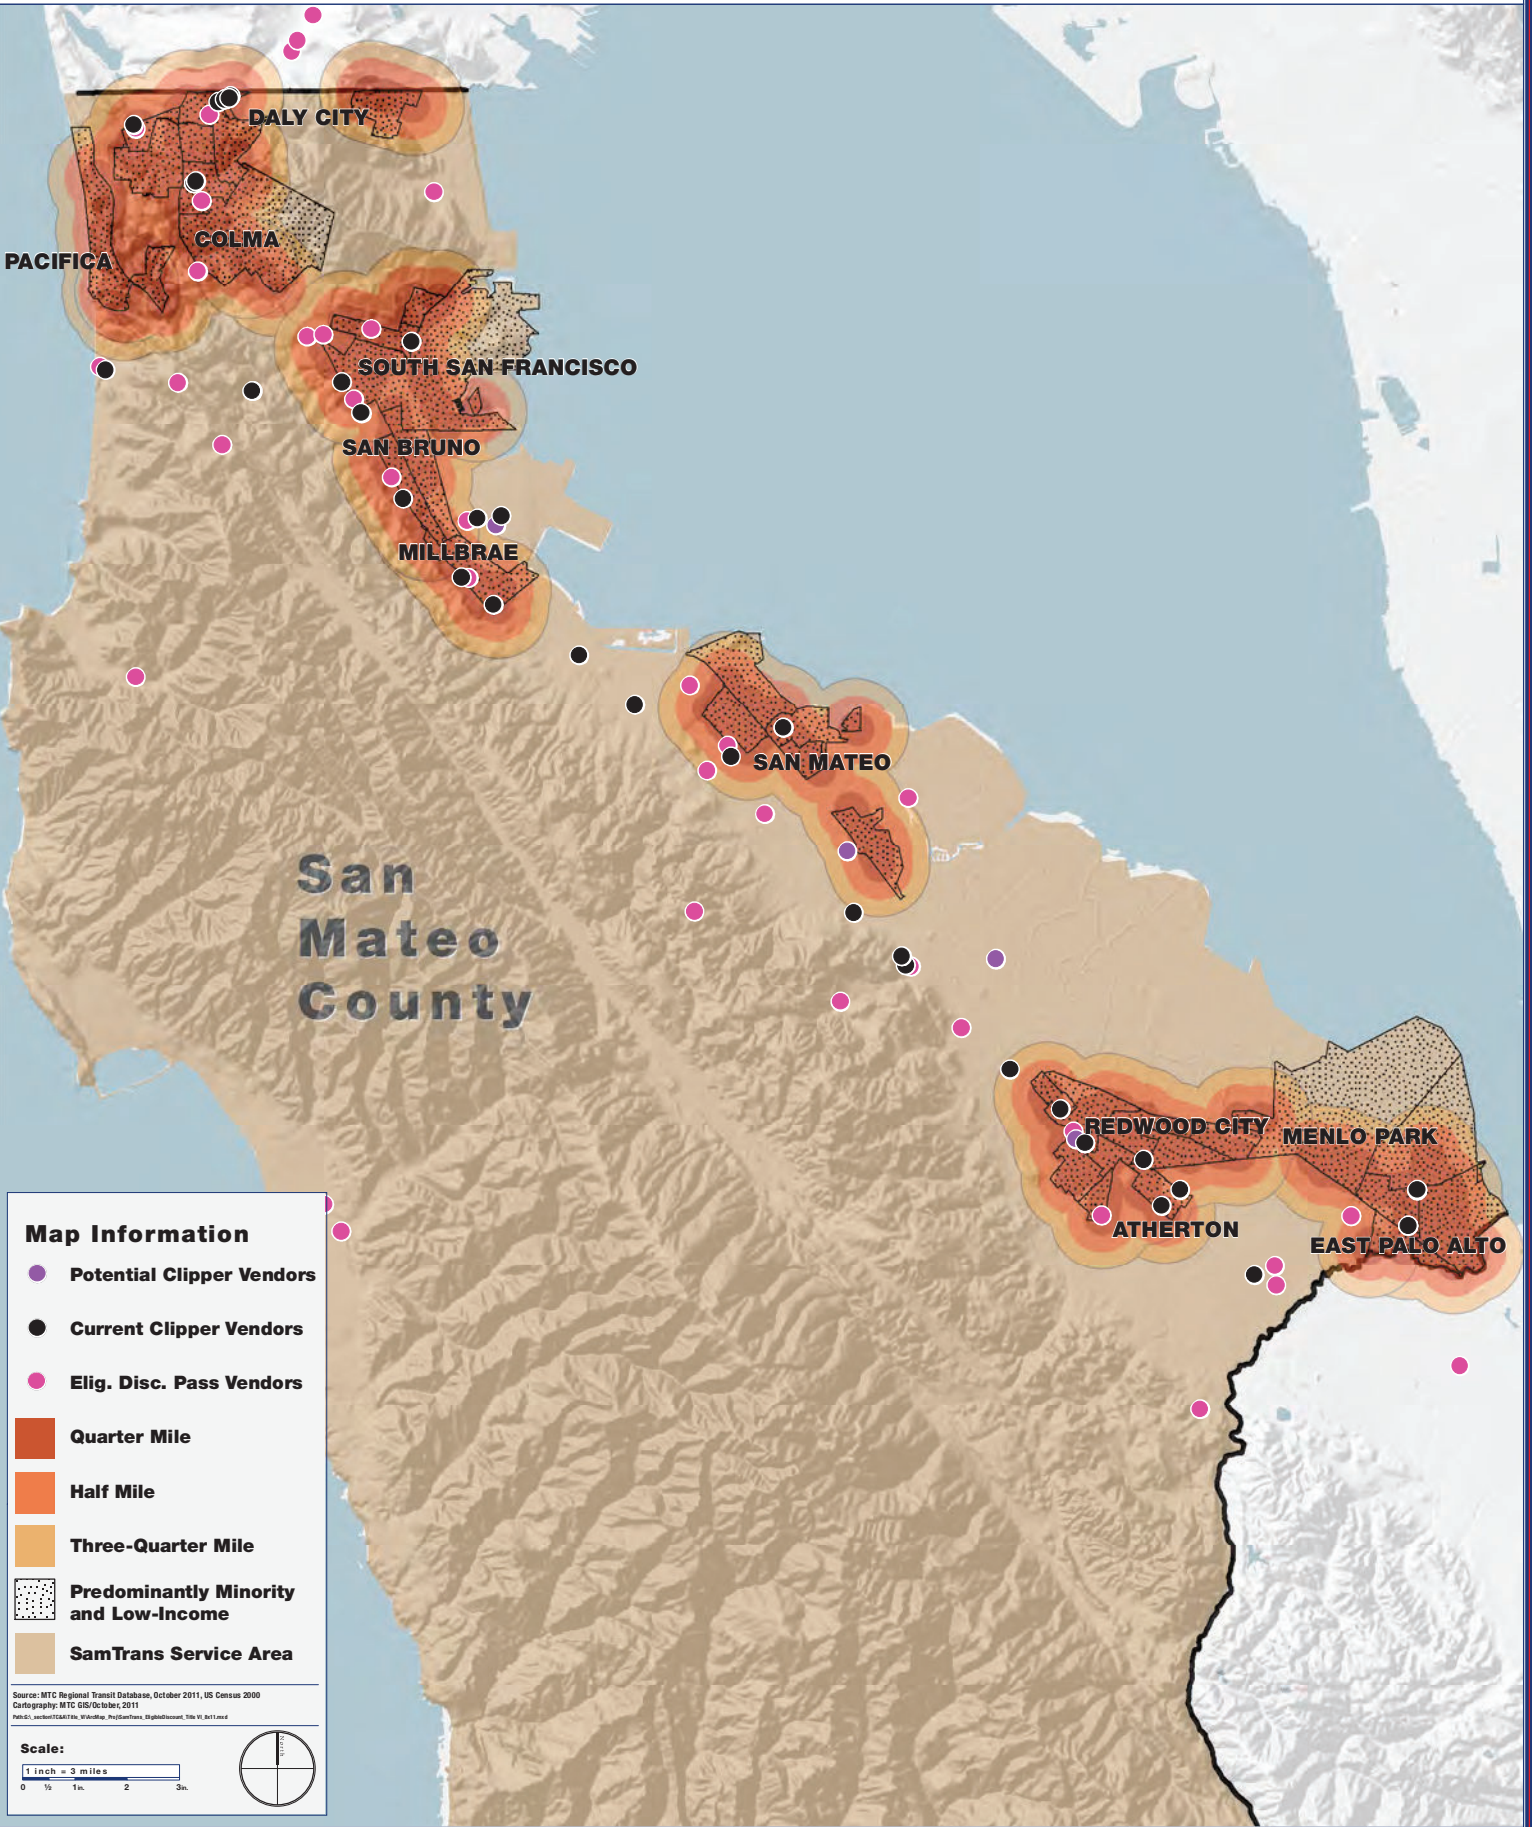 DALY CITY
COLMA
PACIFICA
SOUTH SAN FRANCISCO
SAN BRUNO
MILLBRAE
SAN MATEO
San
Mateo
County
REDWOOD CITY
MENLO PARK
ATHERTON
EAST PALO ALTO
Map Information
Potential Clipper Vendors
Current Clipper Vendors
Elig. Disc. Pass Vendors
Quarter Mile
Half Mile
Three-Quarter Mile
Predominantly Minority
and Low-Income
SamTrans Service Area
Source: MTC Regional Transit Database, October 2011, US Census 2000
Cartography: MTC GIS/October, 2011
Scale:
1 inch = 3 miles
0 ½ 1in. 2 3in.
North